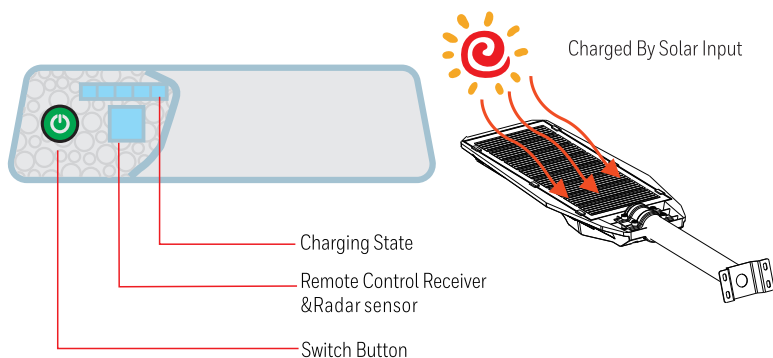 Charged By Solar Input
Charging State
Remote Control Receiver
&Radar sensor
Switch Button